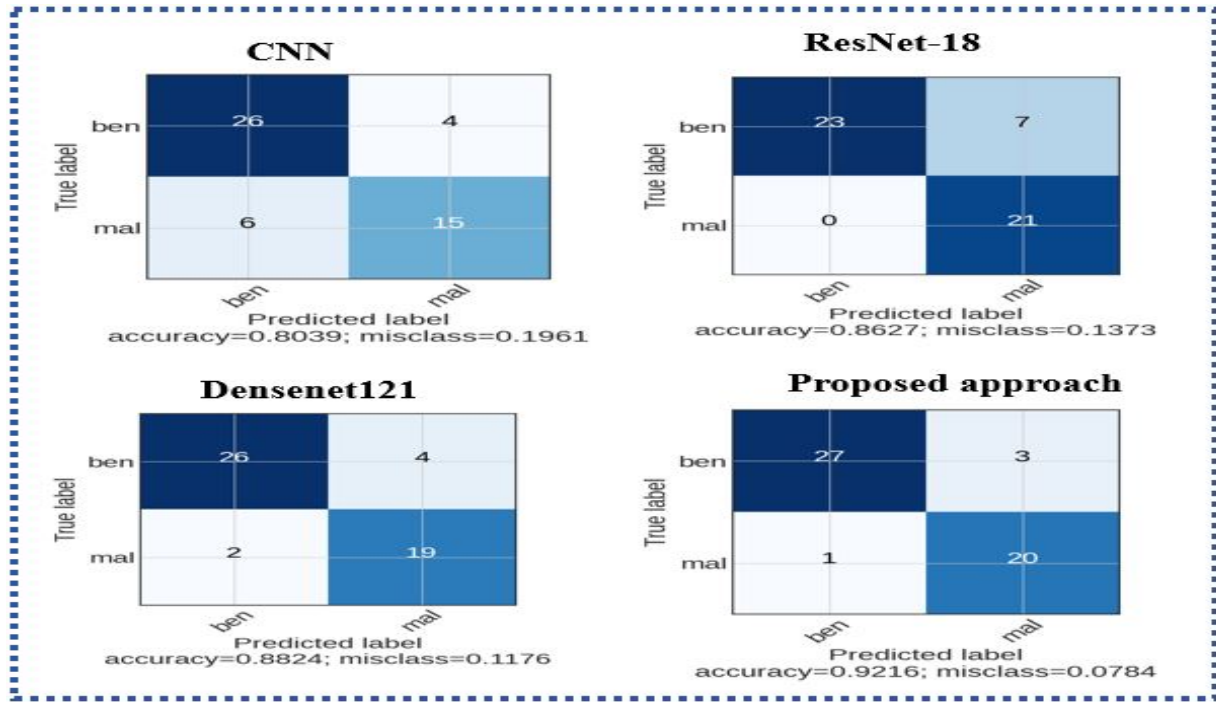 CNN
ben 26 4
True label
mal 6 15
ben mal
Predicted label
accuracy=0.8039; misclass=0.1961
ResNet-18
ben 23 7
True label
mal 0 21
ben mal
Predicted label
accuracy=0.8627; misclass=0.1373
Densenet121
ben 26 4
True label
mal 2 19
ben mal
Predicted label
accuracy=0.8824; misclass=0.1176
Proposed approach
ben 27 3
True label
mal 1 20
ben mal
Predicted label
accuracy=0.9216; misclass=0.0784